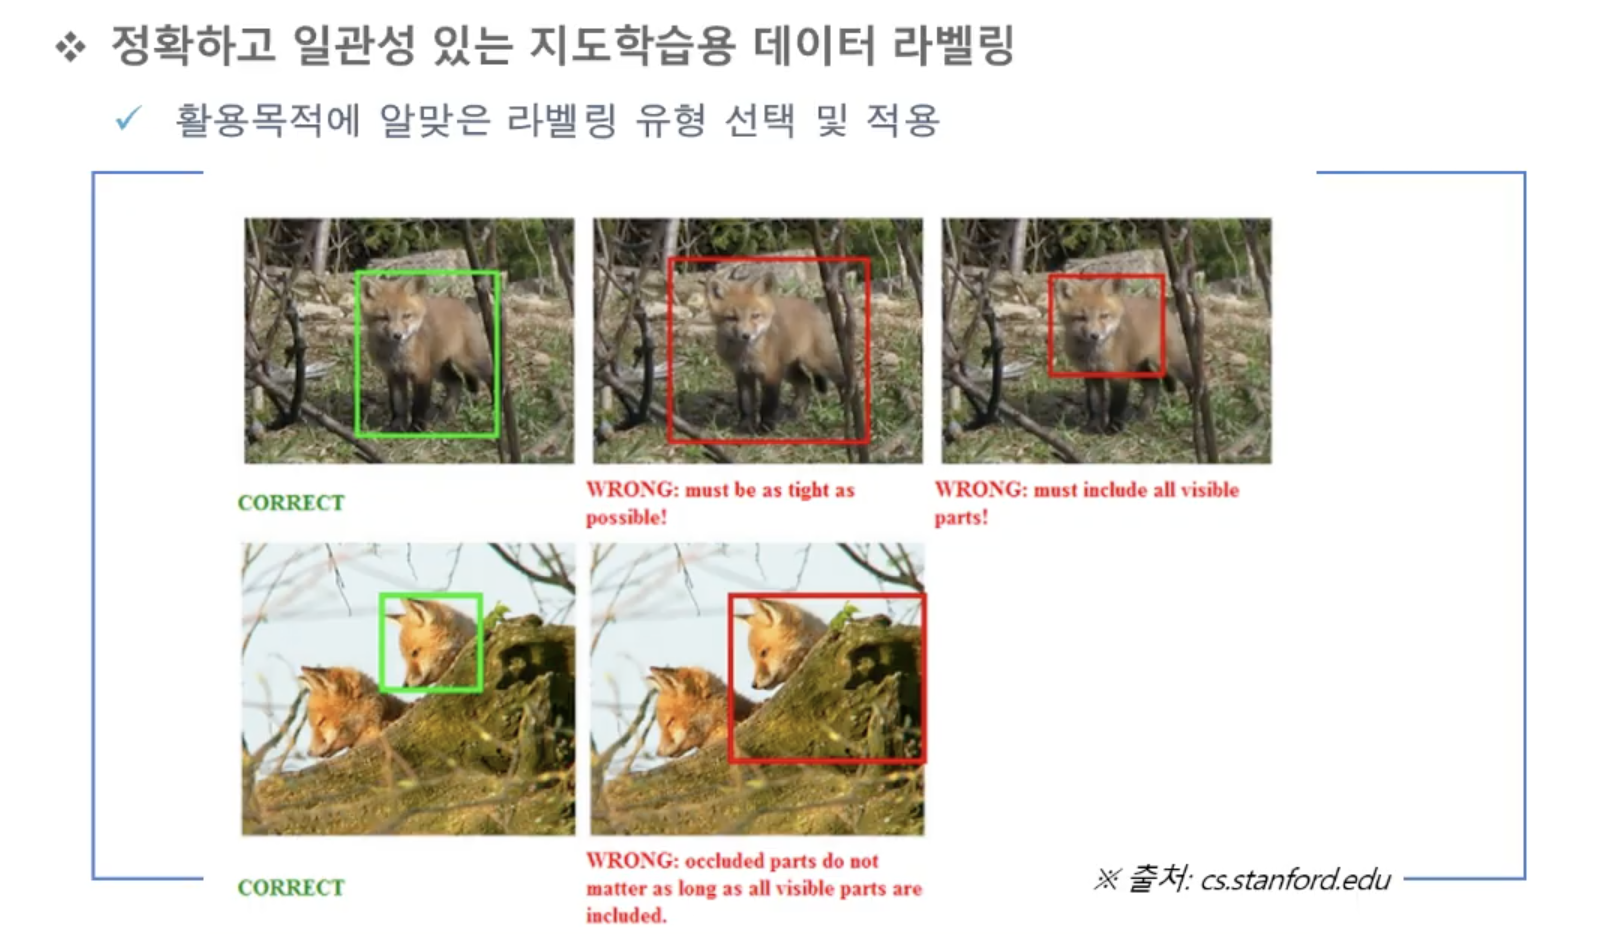 ❖ 정확하고 일관성 있는 지도학습용 데이터 라벨링
✓ 활용목적에 알맞은 라벨링 유형 선택 및 적용
CORRECT
WRONG: must be as tight as
possible!
WRONG: must include all visible
parts!
CORRECT
WRONG: occluded parts do not
matter as long as all visible parts are
included.
※ 출처: cs.stanford.edu